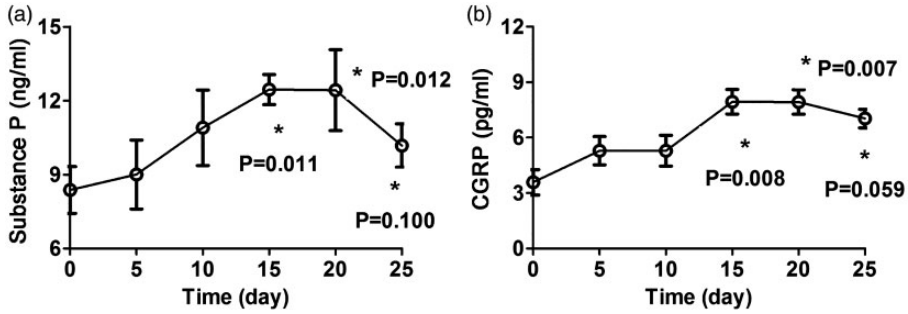 (a)
Substance P (ng/ml)
15
12
9
6
* P=0.012
*
P=0.011
*
P=0.100
0 5 10 15 20 25
Time (day)
(b)
CGRP (pg/ml)
12
9
6
3
0
* P=0.007
*
P=0.008
*
P=0.059
0 5 10 15 20 25
Time (day)